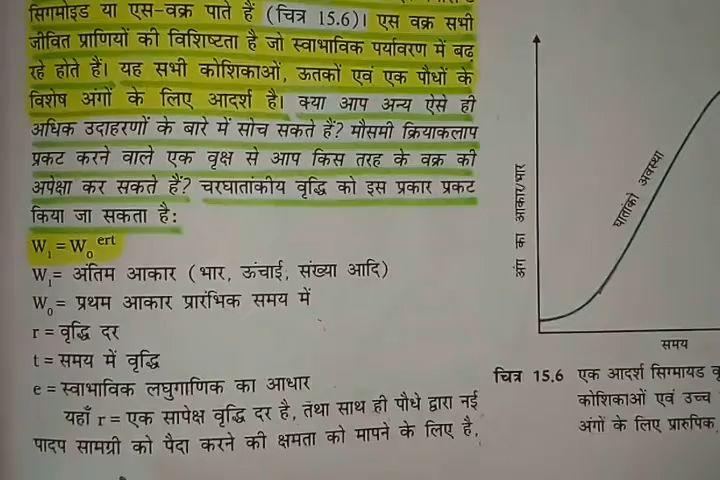 सिगमोइड या एस-वक्र पाते हैं (चित्र 15.6)। एस वक्र सभी
जीवित प्राणियों की विशिष्टता है जो स्वाभाविक पर्यावरण में बढ़
रहे होते हैं। यह सभी कोशिकाओं, ऊतकों एवं एक पौधों के
विशेष अंगों के लिए आदर्श है। क्या आप अन्य ऐसे ही
अधिक उदाहरणों के बारे में सोच सकते हैं? मौसमी क्रियाकलाप
प्रकट करने वाले एक वृक्ष से आप किस तरह के वक्र की
अपेक्षा कर सकते हैं? चरघातांकीय वृद्धि को इस प्रकार प्रकट
किया जा सकता है:
W₁ = W₀ ᵉʳᵗ
W₁= अंतिम आकार (भार, ऊंचाई, संख्या आदि)
W₀ = प्रथम आकार प्रारंभिक समय में
r = वृद्धि दर
t = समय में वृद्धि
e = स्वाभाविक लघुगाणिक का आधार
यहाँ r = एक सापेक्ष वृद्धि दर है, तथा साथ ही पौधे द्वारा नई
पादप सामग्री को पैदा करने की क्षमता को मापने के लिए है,
अंग का आकार/भार
घातांकी अवस्था
समय
चित्र 15.6 एक आदर्श सिग्मायड
कोशिकाओं एवं उच्च
अंगों के लिए प्रारुपिक